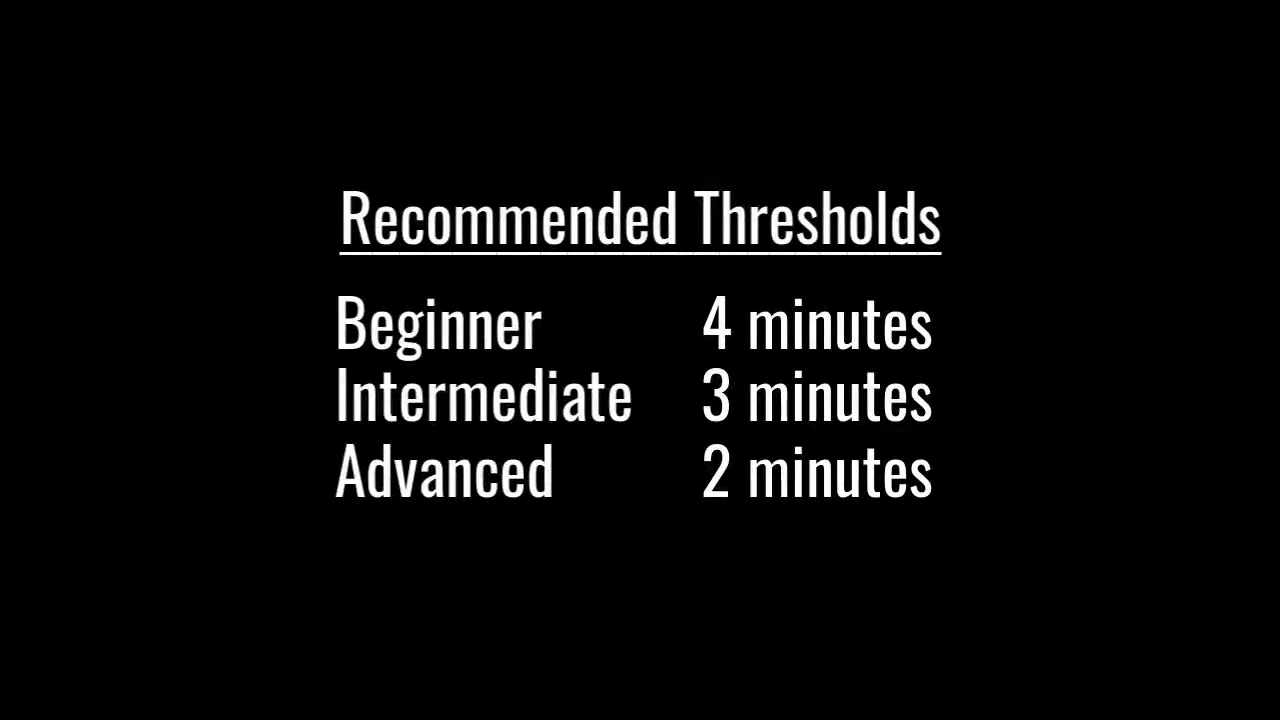 Recommended Thresholds
Beginner 4 minutes
Intermediate 3 minutes
Advanced 2 minutes